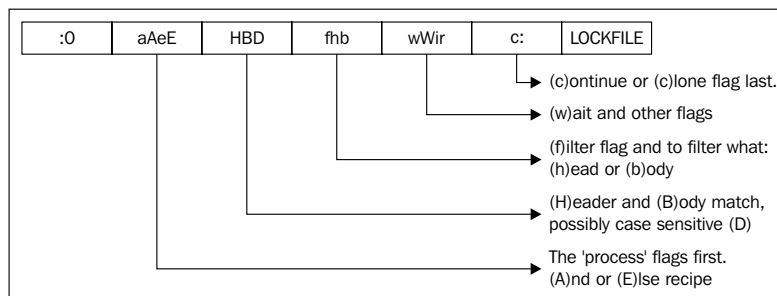 :0 aAeE HBD fhb wWir c: LOCKFILE
(c)ontinue or (c)lone flag last.
(w)ait and other flags
(f)ilter flag and to filter what:
(h)ead or (b)ody
(H)eader and (B)ody match,
possibly case sensitive (D)
The 'process' flags first.
(A)nd or (E)lse recipe